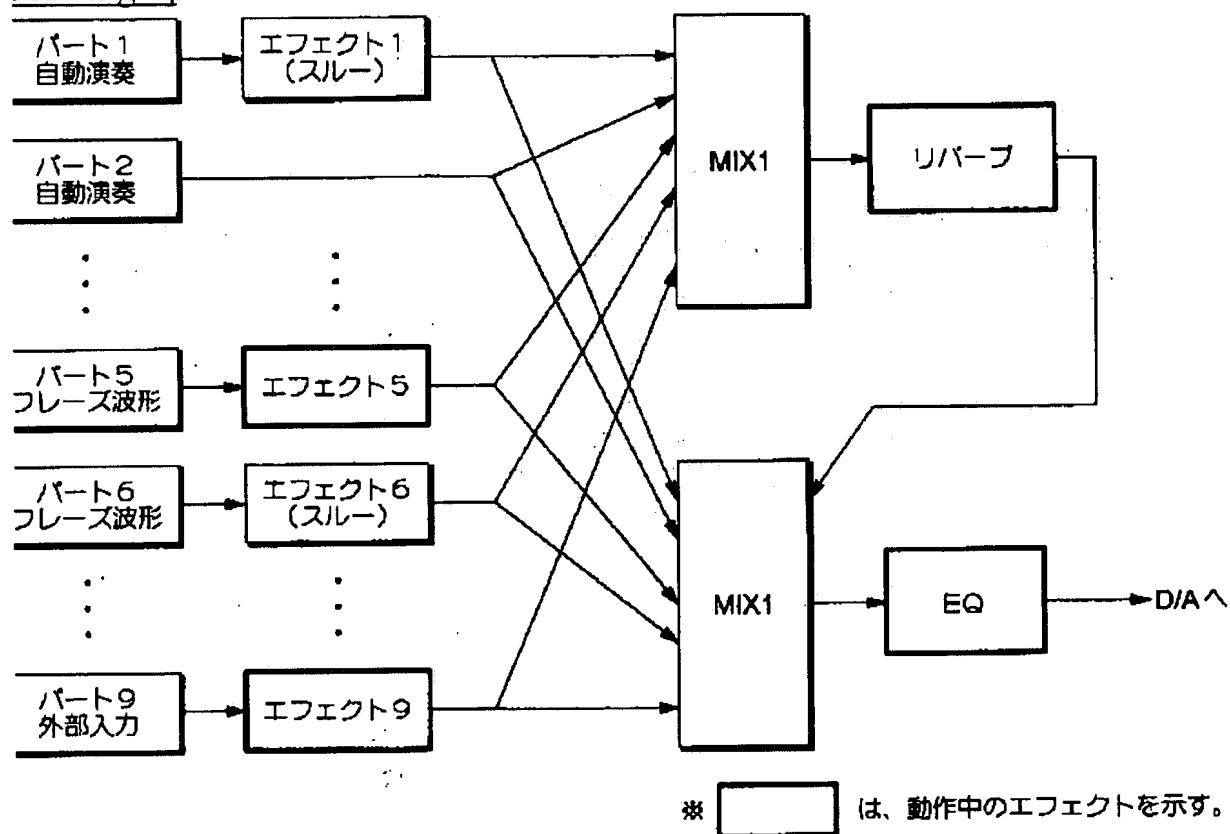 パート1
自動演奏
エフェクト1
(スルー)
MIX1
リバーブ
パート2
自動演奏
パート5
フレーズ波形
エフェクト5
パート6
フレーズ波形
エフェクト6
(スルー)
MIX1
EQ
D/Aへ
パート9
外部入力
エフェクト9
※ は、動作中のエフェクトを示す。